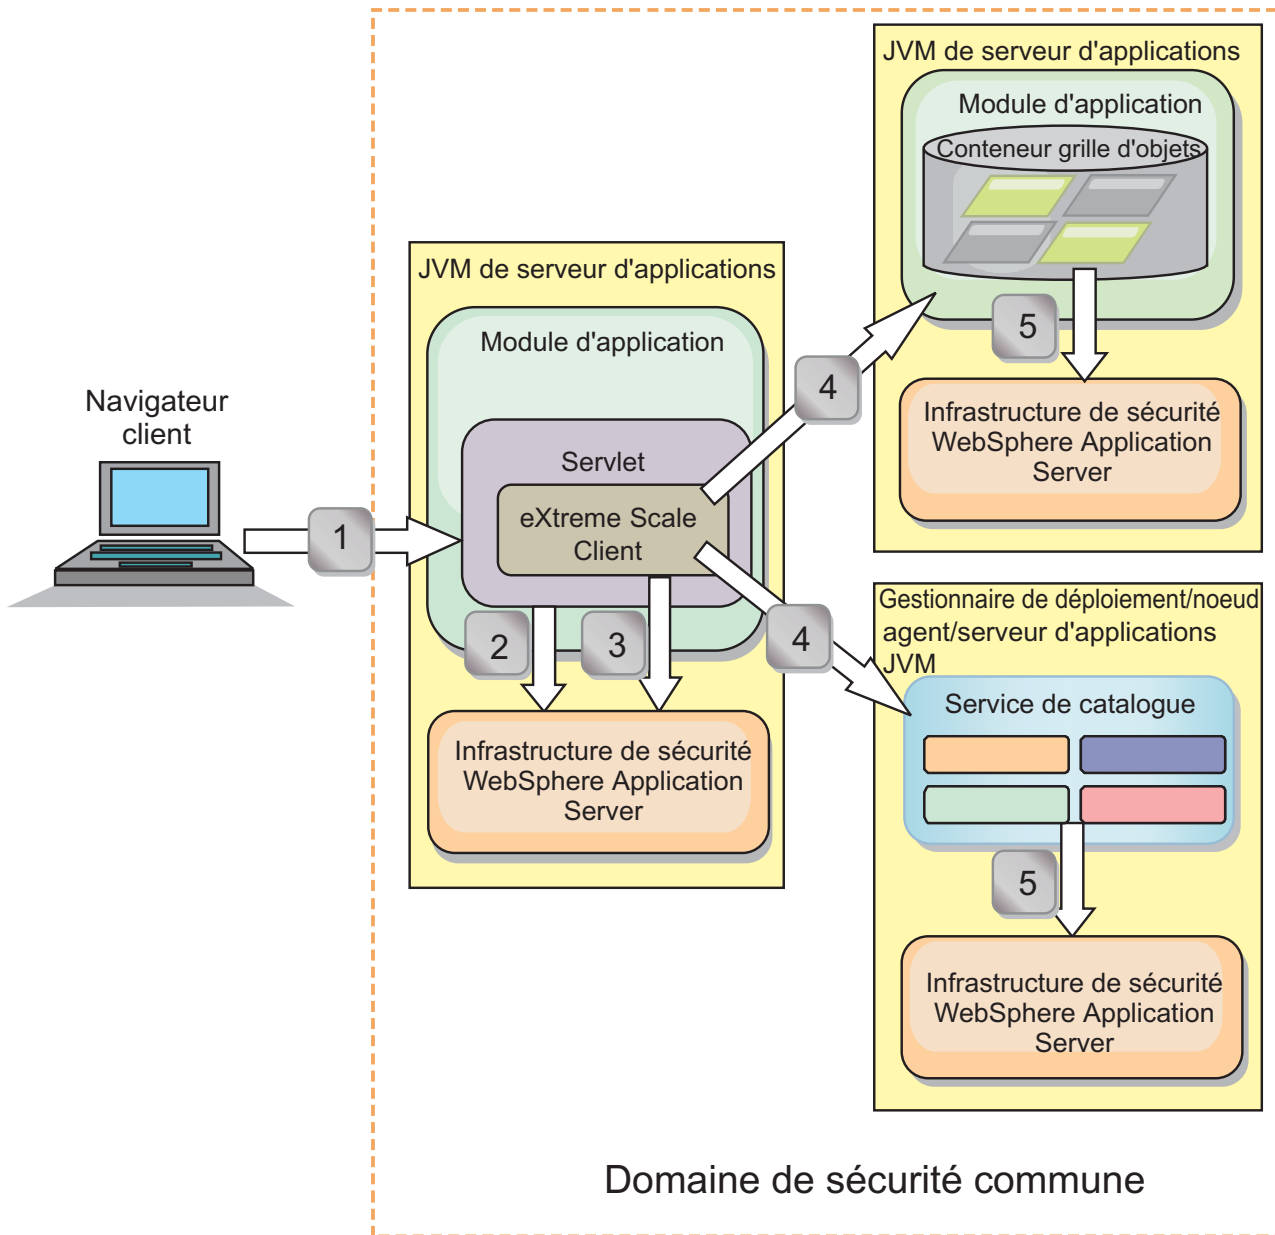 JVM de serveur d'applications
Module d'application
Conteneur grille d'objets
5
Infrastructure de sécurité
WebSphere Application
Server
JVM de serveur d'applications
Module d'application
Servlet
eXtreme Scale
Client
4
Navigateur
client
1
2
3
4
Infrastructure de sécurité
WebSphere Application
Server
Gestionnaire de déploiement/noeud
agent/serveur d'applications
JVM
Service de catalogue
5
Infrastructure de sécurité
WebSphere Application
Server
Domaine de sécurité commune